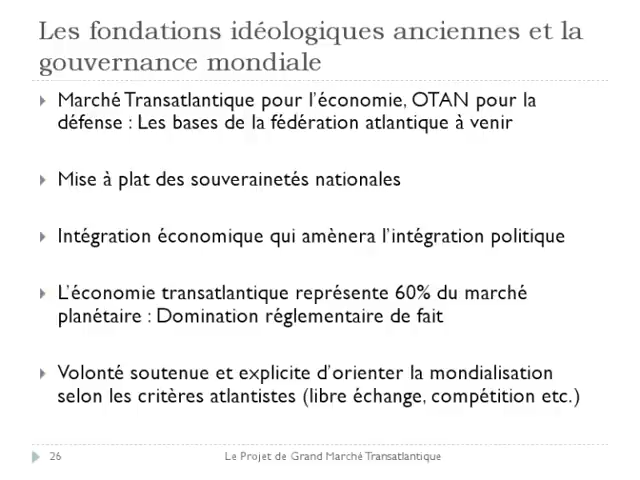 Les fondations idéologiques anciennes et la
gouvernance mondiale
Marché Transatlantique pour l'économie, OTAN pour la
défense : Les bases de la fédération atlantique à venir
Mise à plat des souverainetés nationales
Intégration économique qui amènera l'intégration politique
L'économie transatlantique représente 60% du marché
planétaire : Domination réglementaire de fait
Volonté soutenue et explicite d'orienter la mondialisation
selon les critères atlantistes (libre échange, compétition etc.)
26 Le Projet de Grand Marché Transatlantique